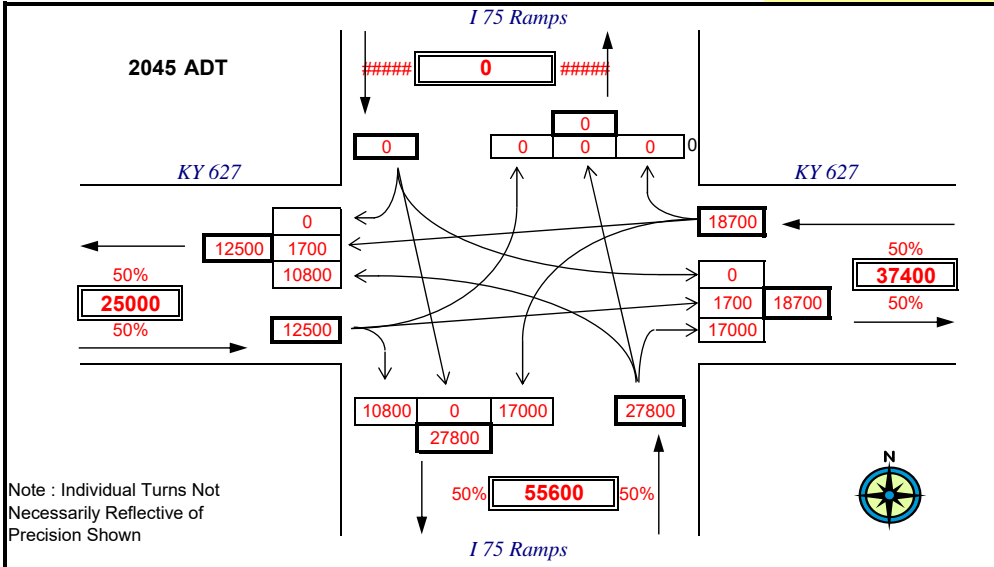 I 75 Ramps
2045 ADT
##### 0 #####
0
0 0 0 0 0
KY 627 KY 627
0 18700
12500 1700 50%
50% 10800 0 37400
25000 1700 18700 50%
50% 12500 17000
10800 0 17000 27800
27800
50% 55600 50%
N
Note : Individual Turns Not
Necessarily Reflective of
Precision Shown
I 75 Ramps